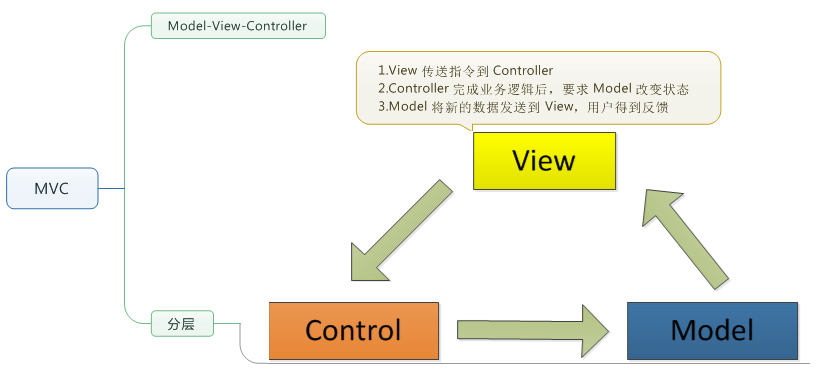 Model-View-Controller
1.View 传送指令到 Controller
2.Controller 完成业务逻辑后，要求 Model 改变状态
3.Model 将新的数据发送到 View，用户得到反馈
View
MVC
分层
Control
Model